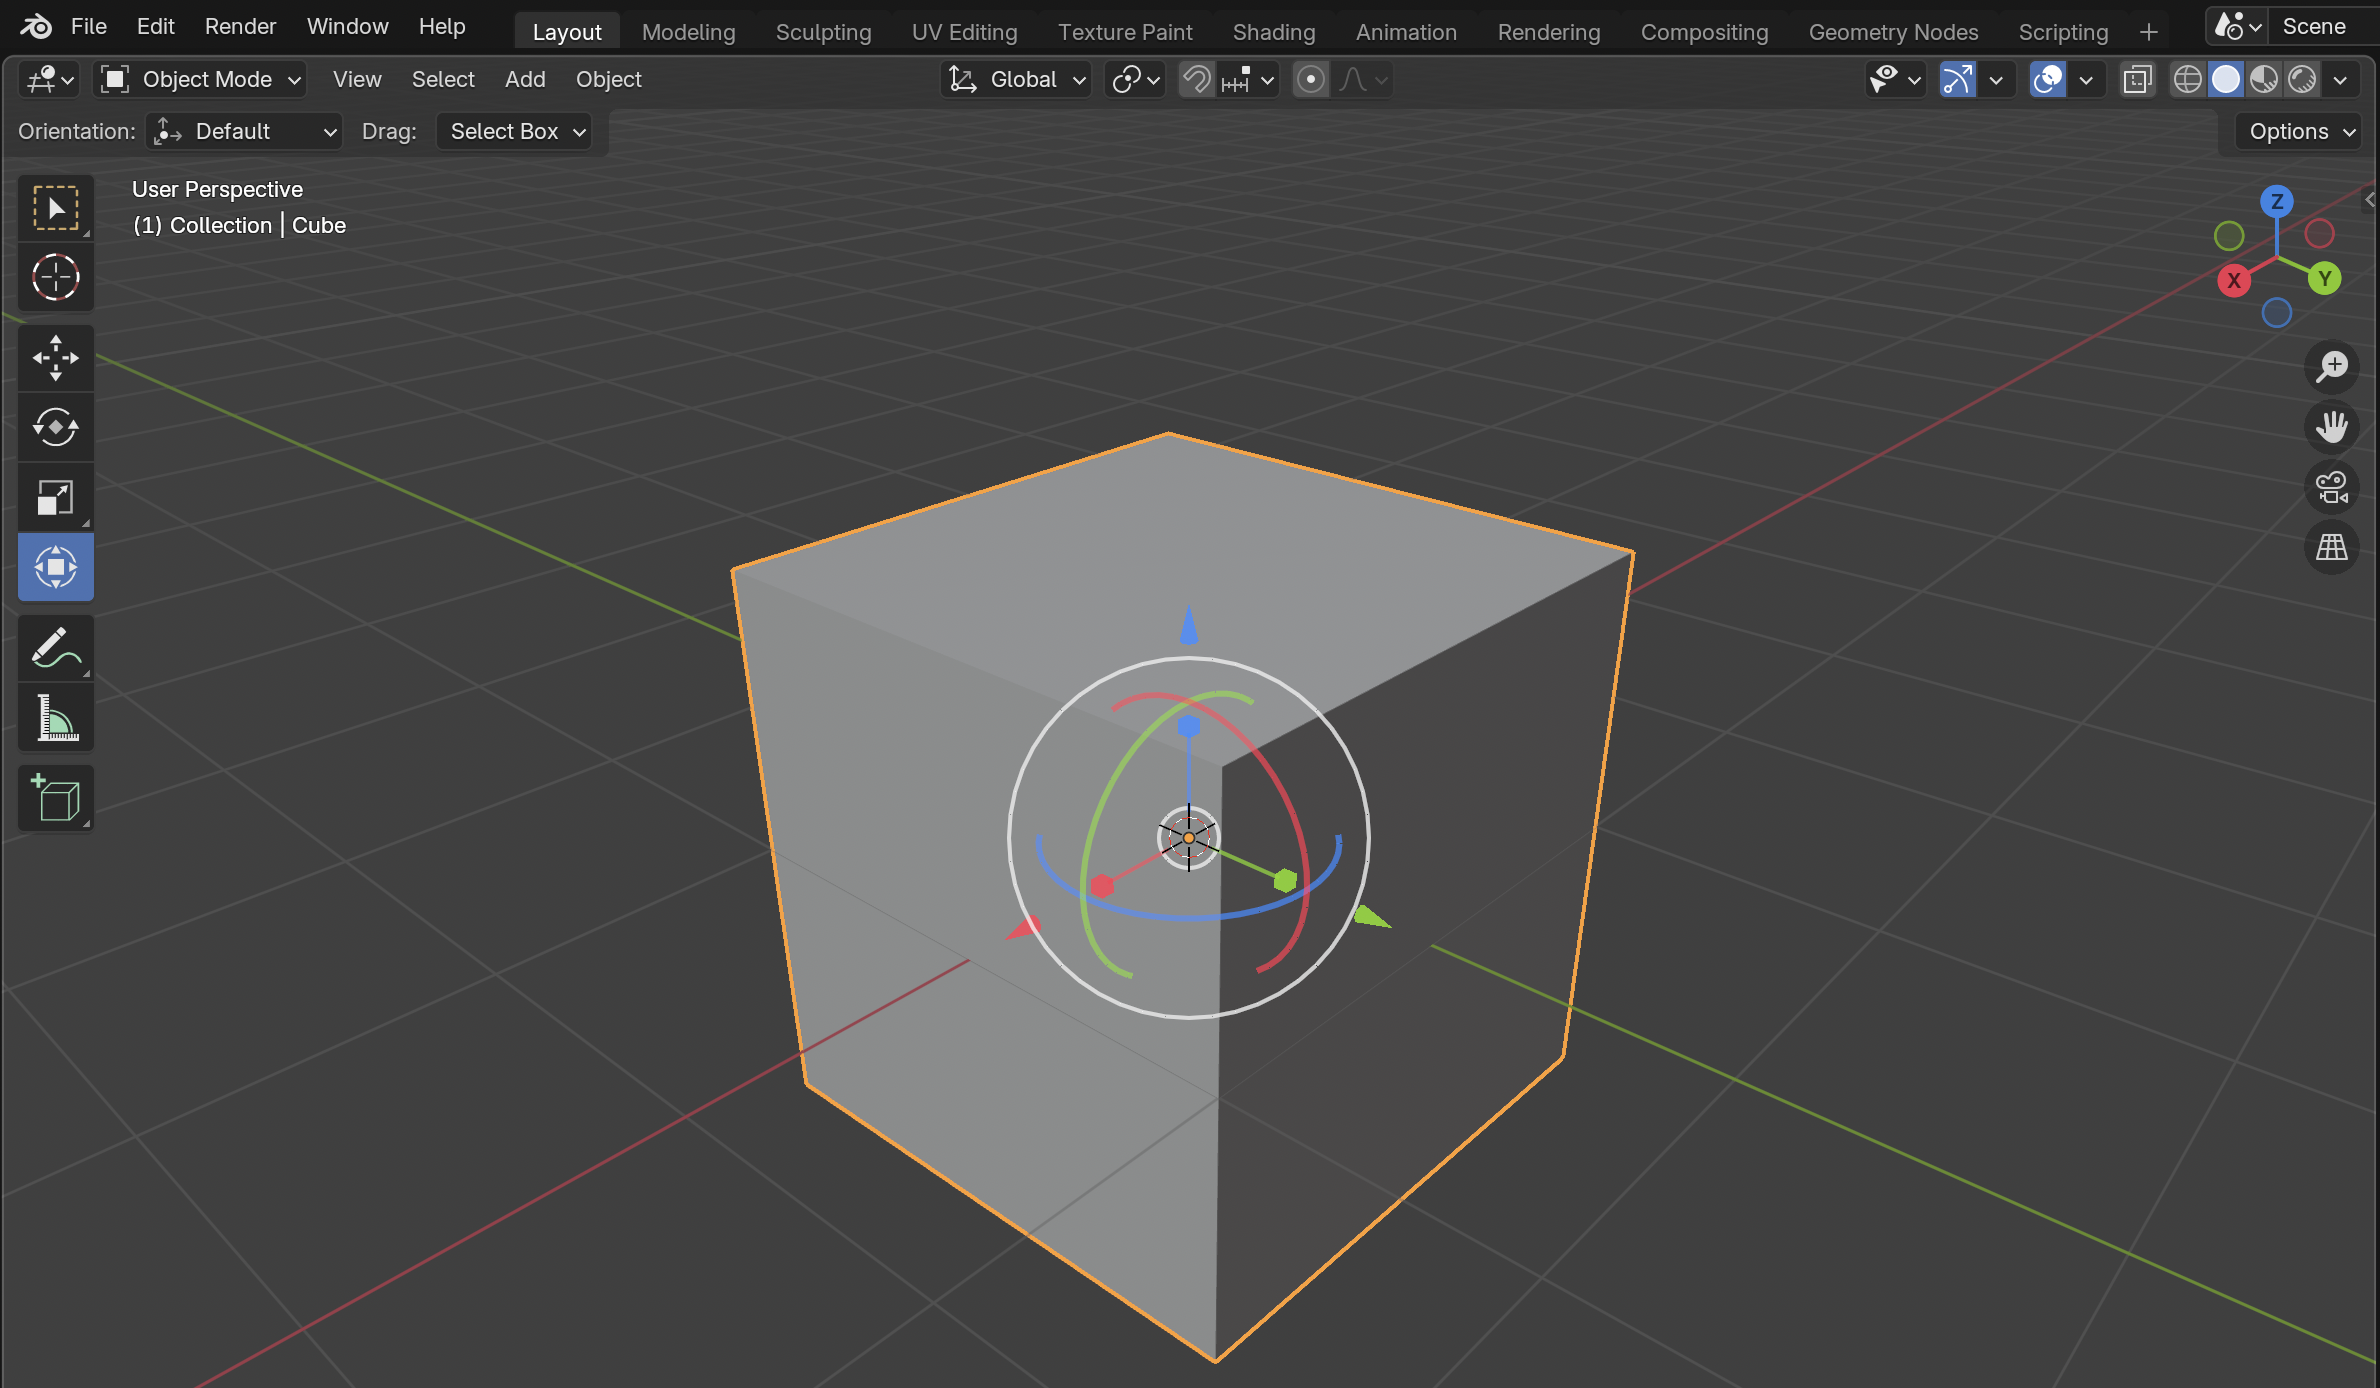 File Edit Render Window Help Layout Modeling Sculpting UV Editing Texture Paint Shading Animation Rendering Compositing Geometry Nodes Scripting + Scene
Object Mode View Select Add Object Global
Orientation: Default Drag: Select Box Options
User Perspective
(1) Collection | Cube
Z
X Y